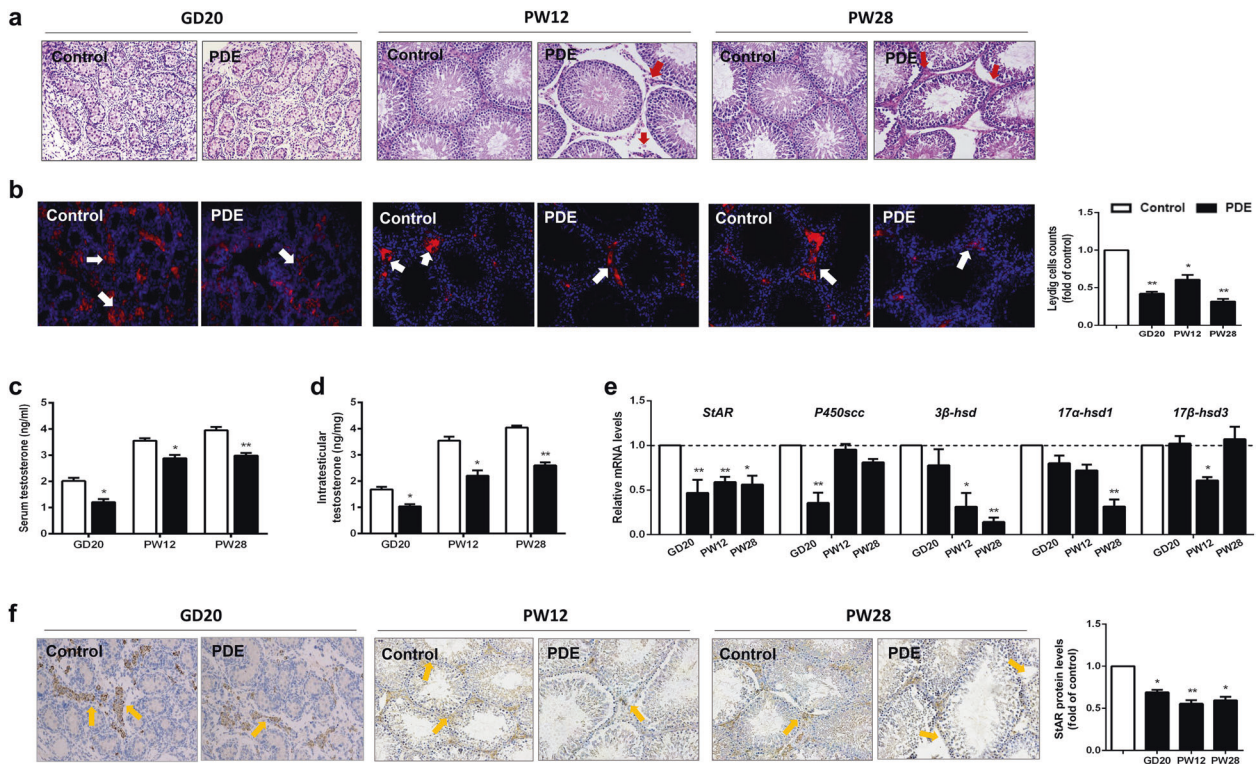 a
GD20
PW12
PW28
Control
PDE
Control
PDE
Control
PDE
b
Control
PDE
Control
PDE
Control
PDE
Control
PDE
Leydig cells counts
(fold of control)
1.5
1.0
0.5
0.0
**
*
**
GD20
PW12
PW28
c
Serum testosterone (ng/ml)
5
4
3
2
1
0
*
*
**
GD20
PW12
PW28
d
Intratesticular
testosterone (ng/mg)
5
4
3
2
1
0
*
*
**
GD20
PW12
PW28
e
Relative mRNA levels
1.5
1.0
0.5
0.0
StAR
P450scc
3β-hsd
17α-hsd1
17β-hsd3
**
**
*
**
*
**
**
*
GD20
PW12
PW28
GD20
PW12
PW28
GD20
PW12
PW28
GD20
PW12
PW28
GD20
PW12
PW28
f
GD20
PW12
PW28
Control
PDE
Control
PDE
Control
PDE
StAR protein levels
(fold of control)
1.5
1.0
0.5
0.0
*
**
*
GD20
PW12
PW28